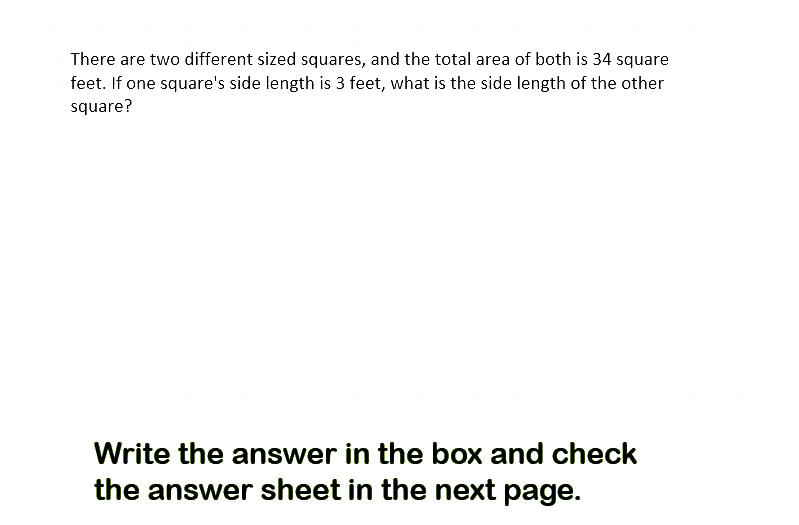 There are two different sized squares, and the total area of both is 34 square
feet. If one square's side length is 3 feet, what is the side length of the other
square?
Write the answer in the box and check
the answer sheet in the next page.